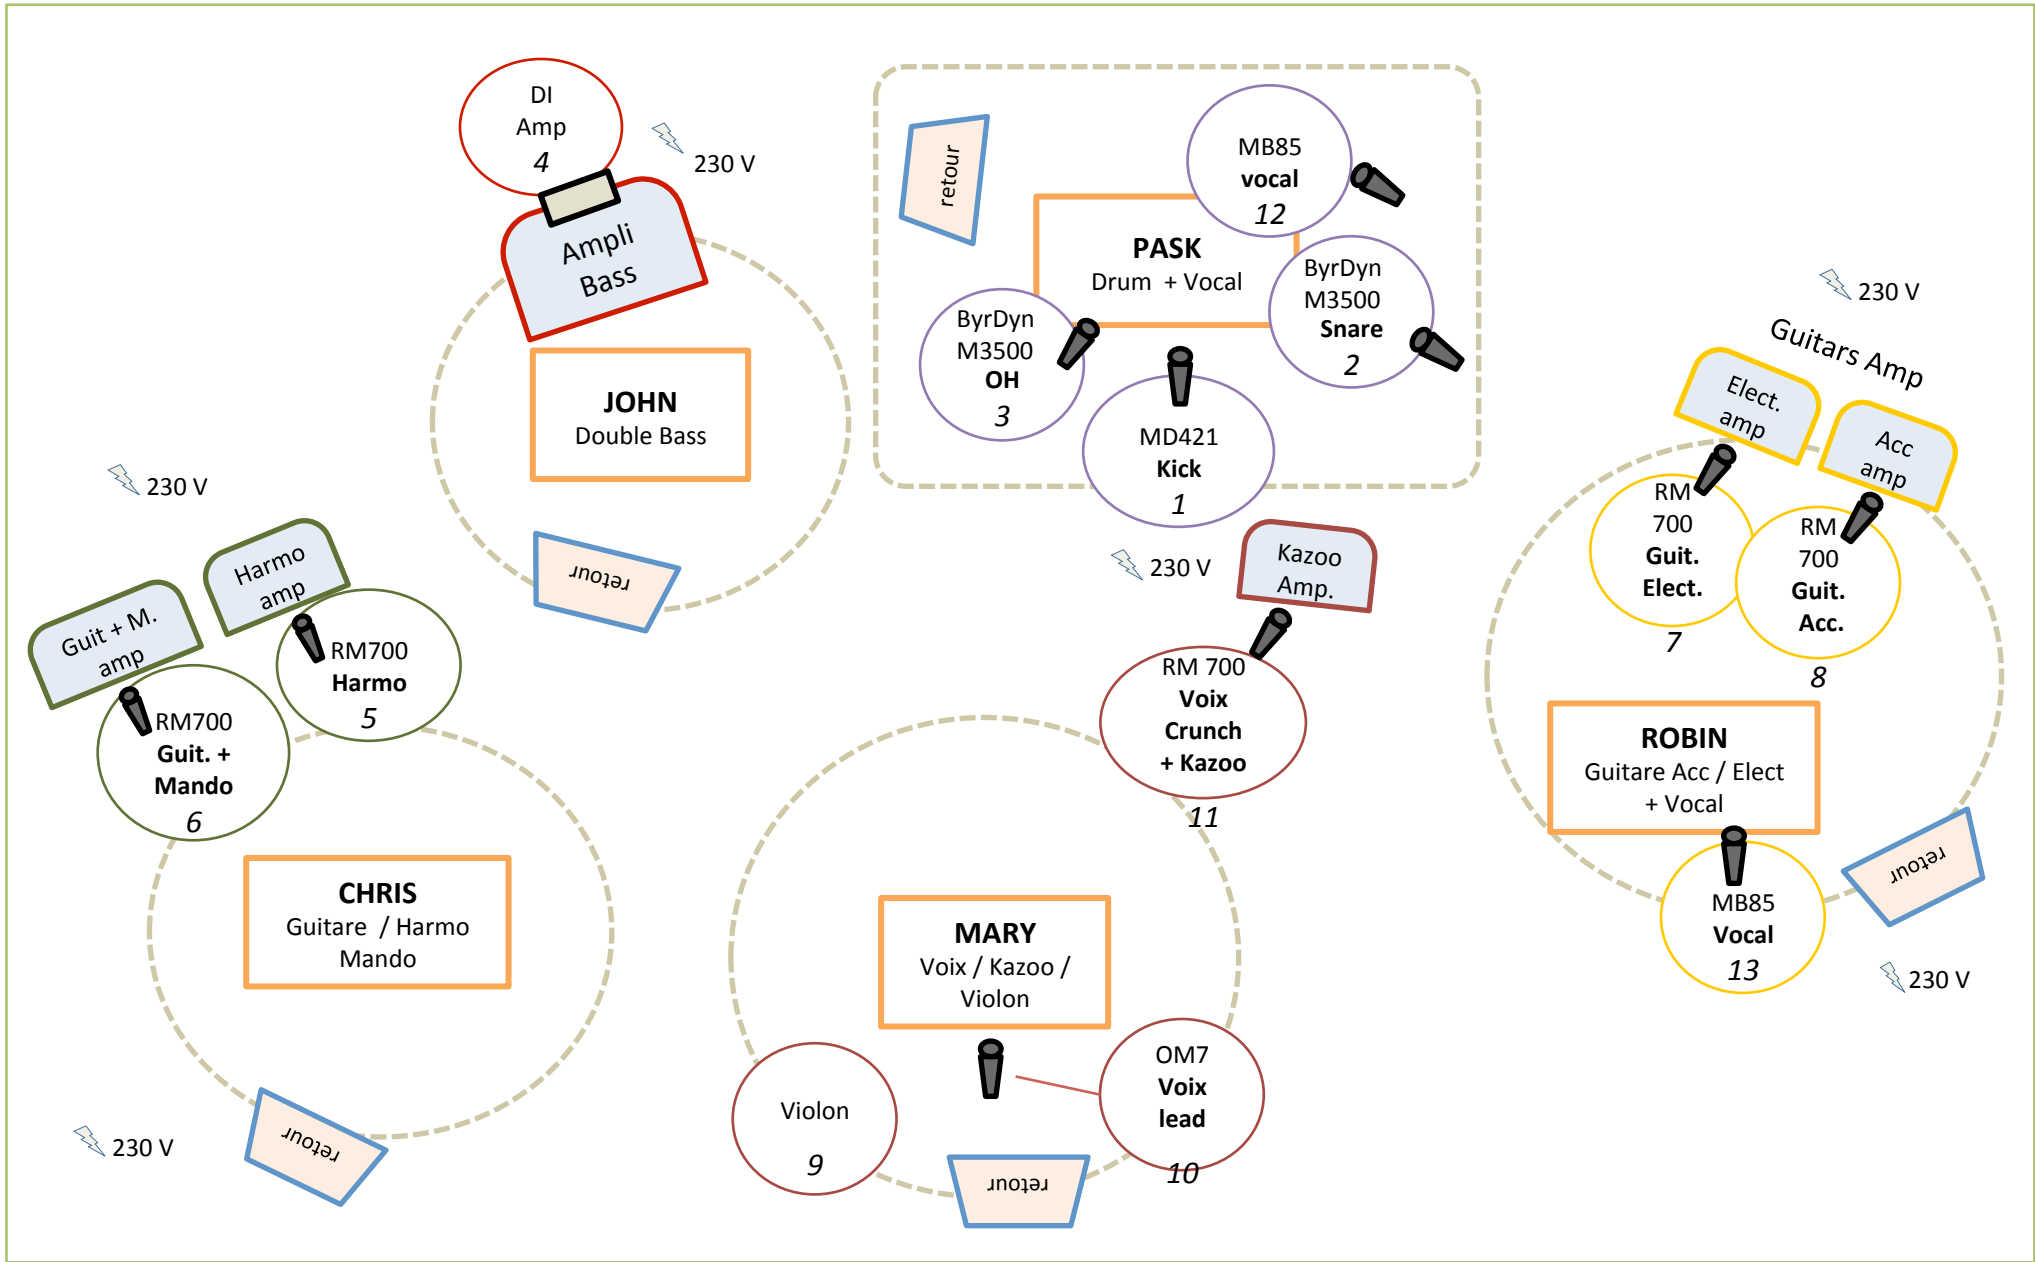 DI
Amp
4
230 V
Ampli
Bass
JOHN
Double Bass
retour
retour
MB85
vocal
12
PASK
Drum + Vocal
ByrDyn
M3500
Snare
2
ByrDyn
M3500
OH
3
MD421
Kick
1
230 V
Guitars Amp
Elect.
amp
Acc
amp
RM
700
Guit.
Elect.
7
RM
700
Guit.
Acc.
8
ROBIN
Guitare Acc / Elect
+ Vocal
MB85
Vocal
13
retour
230 V
230 V
Harmo
amp
Guit + M.
amp
RM700
Harmo
5
RM700
Guit. +
Mando
6
CHRIS
Guitare / Harmo
Mando
230 V
retour
230 V
Kazoo
Amp.
RM 700
Voix
Crunch
+ Kazoo
11
MARY
Voix / Kazoo /
Violon
Violon
9
OM7
Voix
lead
10
retour